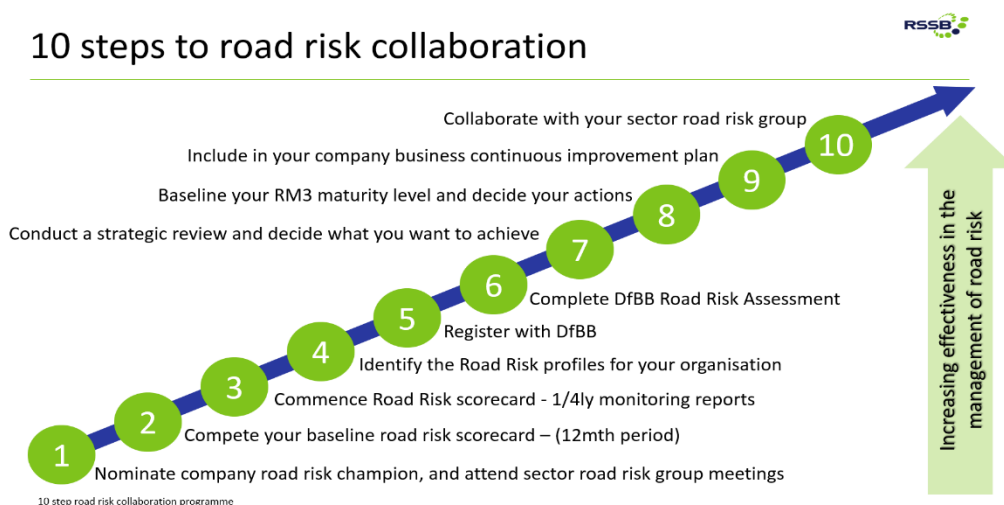 10 steps to road risk collaboration
RSSB
Collaborate with your sector road risk group
10
Include in your company business continuous improvement plan
9
Baseline your RM3 maturity level and decide your actions
8
Conduct a strategic review and decide what you want to achieve
7
6
Complete DfBB Road Risk Assessment
5
Register with DfBB
4
Identify the Road Risk profiles for your organisation
3
Commence Road Risk scorecard - 1/4ly monitoring reports
2
Compete your baseline road risk scorecard – (12mth period)
1
Nominate company road risk champion, and attend sector road risk group meetings
Increasing effectiveness in the
management of road risk
10 step road risk collaboration programme